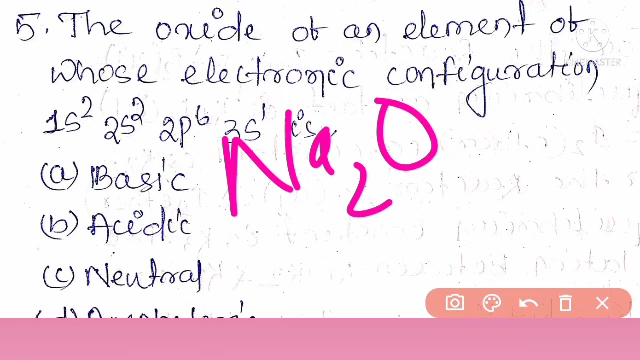 5. The oxide of an element of
whose electronic configuration
1s² 2s² 2p⁶ 3s¹ is
Na₂O
(a) Basic
(b) Acidic
(c) Neutral